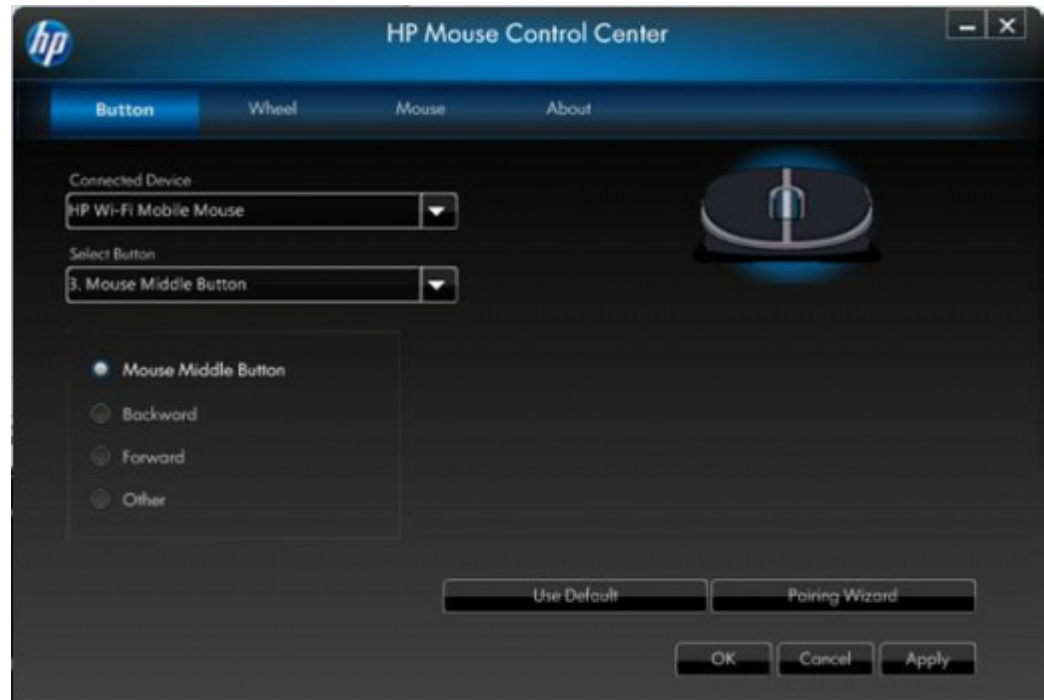 hp
HP Mouse Control Center
Button Wheel Mouse About
Connected Device
HP Wi-Fi Mobile Mouse
Select Button
3. Mouse Middle Button
Mouse Middle Button
Backward
Forward
Other
Use Default Pairing Wizard
OK Cancel Apply